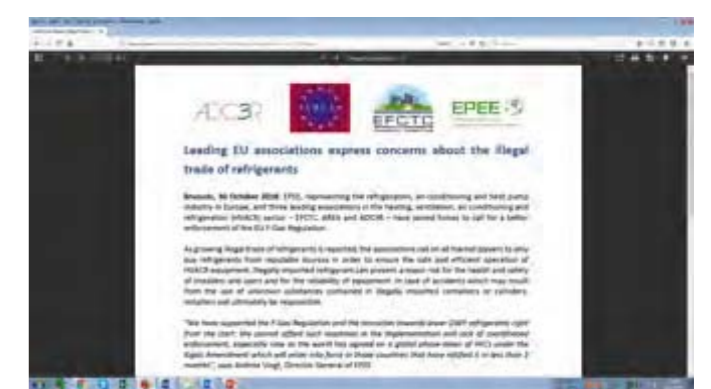 ADC3R
AREA
EFCTC
EPEE
Leading EU associations express concerns about the illegal
trade of refrigerants
Brussels, 30 October 2018: EPEE, representing the refrigeration, air-conditioning and heat pump
industry in Europe, and three leading associations in the heating, ventilation, air conditioning and
refrigeration (HVACR) sector – EFCTC, AREA and ADC3R – have joined forces to call for a better
enforcement of the EU F-Gas Regulation.
As growing illegal trade of refrigerants is reported, the associations call on all market players to only
buy refrigerants from reputable sources in order to ensure the safe and efficient operation of
HVACR equipment. Illegally imported refrigerant can present a major risk for the health and safety
of installers and users and for the reliability of equipment. In case of accidents which may result
from the use of unknown substances contained in illegally imported containers or cylinders,
installers will ultimately be responsible.
"We have supported the F-Gas Regulation and the transition towards lower GWP refrigerants right
from the start. We cannot afford such weaknesses in the implementation and lack of coordinated
enforcement, especially now as the world has agreed on a global phase-down of HFCs under the
Kigali Amendment which will enter into force in those countries that have ratified it in less than 2
months", says Andrea Voigt, Director General of EPEE.